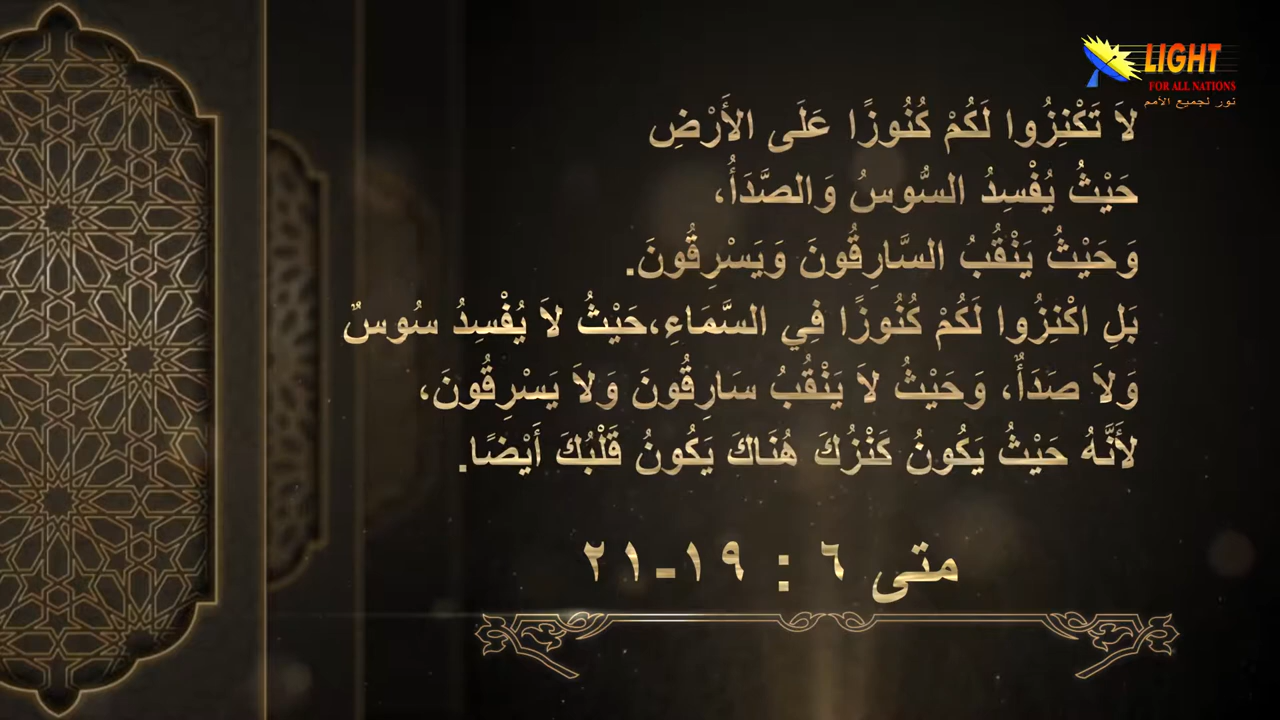 LIGHT
FOR ALL NATIONS
نور لجميع الأمم
لاَ تَكْنِزُوا لَكُمْ كُنُوزًا عَلَى الأَرْضِ
حَيْثُ يُفْسِدُ السُّوسُ وَالصَّدَأُ،
وَحَيْثُ يَنْقُبُ السَّارِقُونَ وَيَسْرِقُونَ.
بَلِ اكْنِزُوا لَكُمْ كُنُوزًا فِي السَّمَاءِ،حَيْثُ لاَ يُفْسِدُ سُوسٌ
وَلاَ صَدَأٌ، وَحَيْثُ لاَ يَنْقُبُ سَارِقُونَ وَلاَ يَسْرِقُونَ،
لأَنَّهُ حَيْثُ يَكُونُ كَنْزُكَ هُنَاكَ يَكُونُ قَلْبُكَ أَيْضًا.
متى ٦ : ١٩-٢١